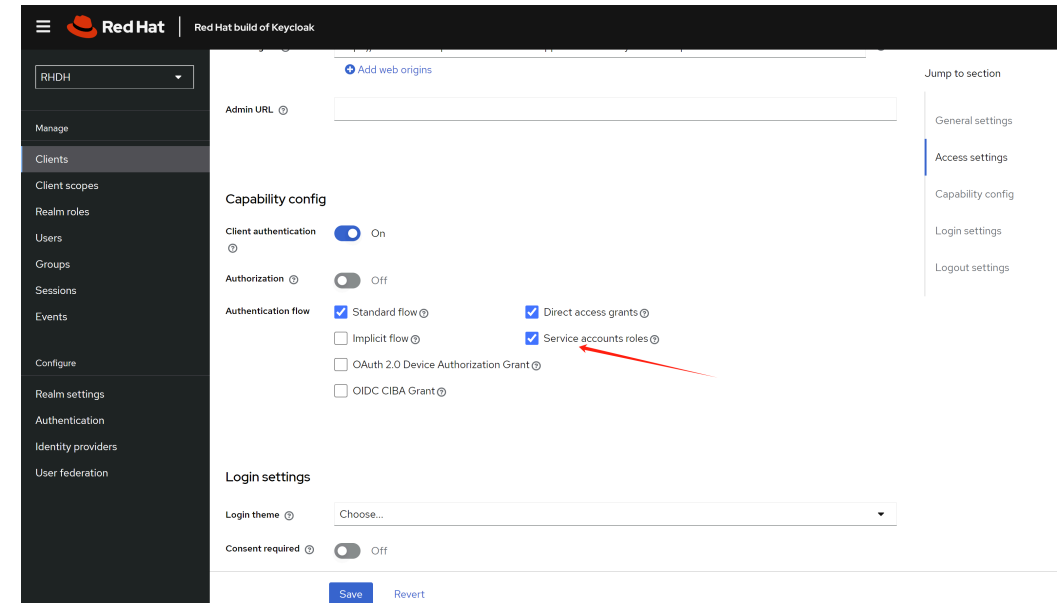 Red Hat
Red Hat build of Keycloak
RHDH
Manage
Clients
Client scopes
Realm roles
Users
Groups
Sessions
Events
Configure
Realm settings
Authentication
Identity providers
User federation
Add web origins
Admin URL
Capability config
Client authentication
On
Authorization
Off
Authentication flow
Standard flow
Direct access grants
Implicit flow
Service accounts roles
OAuth 2.0 Device Authorization Grant
OIDC CIBA Grant
Login settings
Login theme
Choose...
Consent required
Off
Save
Revert
Jump to section
General settings
Access settings
Capability config
Login settings
Logout settings